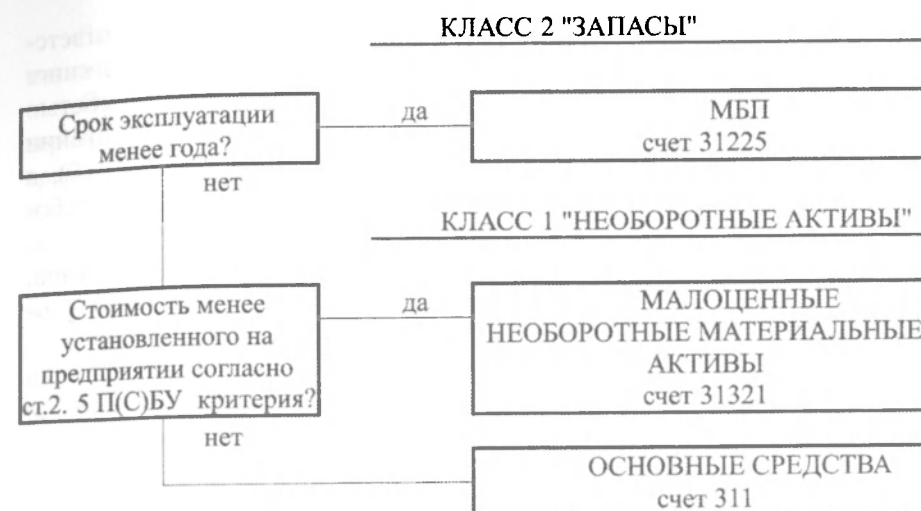 КЛАСС 2 "ЗАПАСЫ"
Срок эксплуатации
менее года?
да
МБП
счет 31225
нет
КЛАСС 1 "НЕОБОРОТНЫЕ АКТИВЫ"
Стоимость менее
установленного на
предприятии согласно
ст.2. 5 П(С)БУ критерия?
да
МАЛОЦЕННЫЕ
НЕОБОРОТНЫЕ МАТЕРИАЛЬНЫЕ
АКТИВЫ
счет 31321
нет
ОСНОВНЫЕ СРЕДСТВА
счет 311